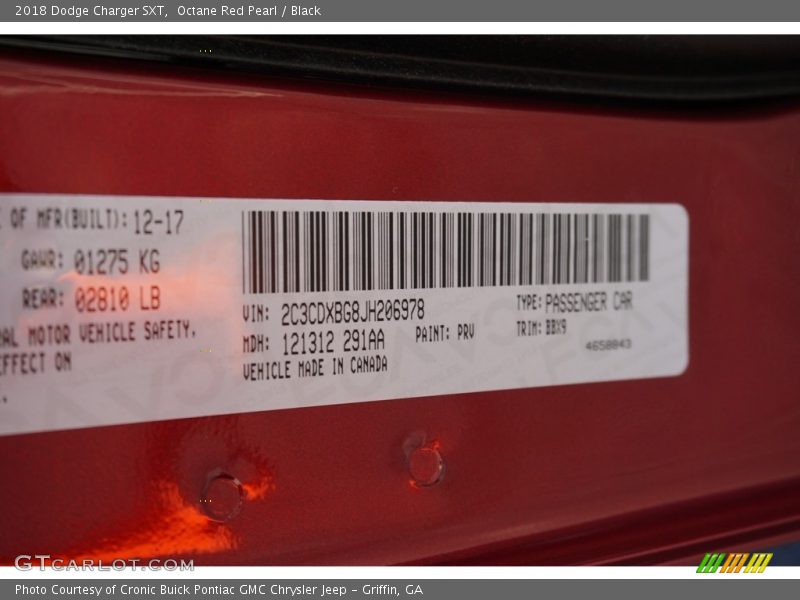 2018 Dodge Charger SXT,  Octane Red Pearl / Black
OF MFR(BUILT): 12-17
GAWR: 01275 KG
REAR: 02810 LB
MOTOR VEHICLE SAFETY.
EFFECT ON
VIN: 2C3CDXBG8JH206978
TYPE: PASSENGER CAR
MDH: 121312 291AA
PAINT: PRV
TRIM: BBX9
VEHICLE MADE IN CANADA
4658843
GTCARLOT.COM
Photo Courtesy of Cronic Buick Pontiac GMC Chrysler Jeep - Griffin, GA